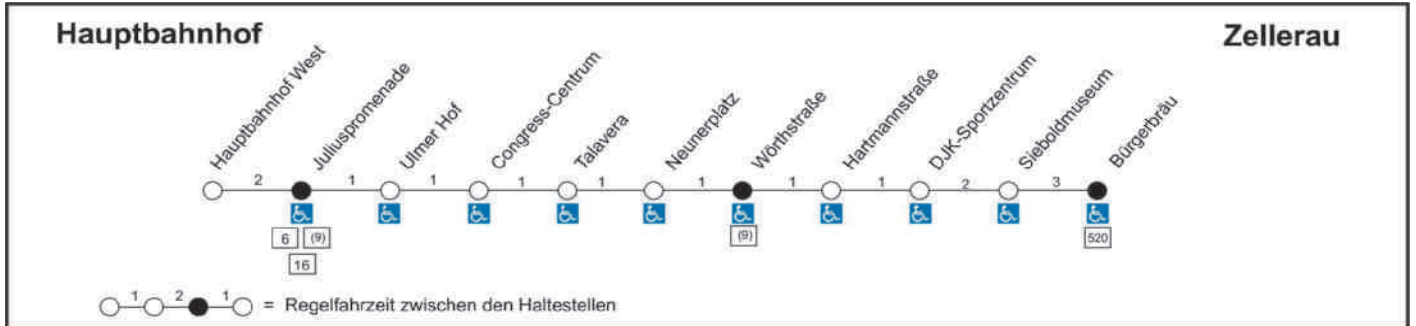 Hauptbahnhof
Zellerau
Hauptbahnhof West
Juliuspromenade
Ulmer Hof
Congress-Centrum
Talavera
Neunerplatz
Wörthstraße
Hartmannstraße
DJK-Sportzentrum
Sieboldmuseum
Bürgerbräu
2 1 1 1 1 1 1 1 2 3
6 (9) (9) 520
16
1 2 1 = Regelfahrzeit zwischen den Haltestellen